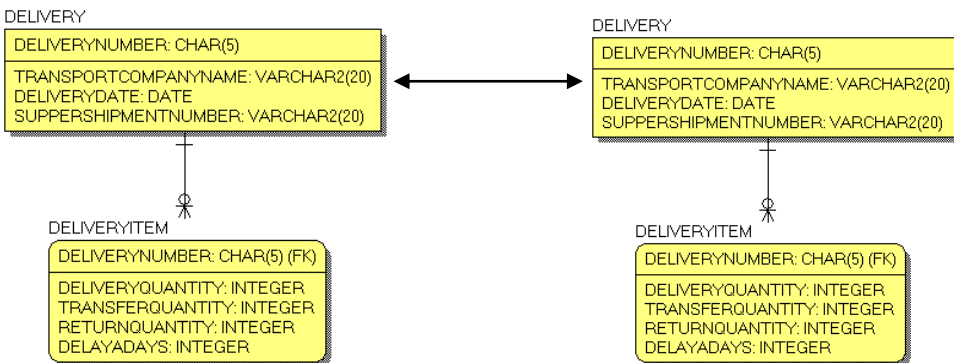 DELIVERY
DELIVERYNUMBER: CHAR(5)
TRANSPORTCOMPANYNAME: VARCHAR2(20)
DELIVERYDATE: DATE
SUPPERSHIPMENTNUMBER: VARCHAR2(20)
DELIVERYITEM
DELIVERYNUMBER: CHAR(5) (FK)
DELIVERYQUANTITY: INTEGER
TRANSFERQUANTITY: INTEGER
RETURNQUANTITY: INTEGER
DELAYADAYS: INTEGER
DELIVERY
DELIVERYNUMBER: CHAR(5)
TRANSPORTCOMPANYNAME: VARCHAR2(20)
DELIVERYDATE: DATE
SUPPERSHIPMENTNUMBER: VARCHAR2(20)
DELIVERYITEM
DELIVERYNUMBER: CHAR(5) (FK)
DELIVERYQUANTITY: INTEGER
TRANSFERQUANTITY: INTEGER
RETURNQUANTITY: INTEGER
DELAYADAYS: INTEGER